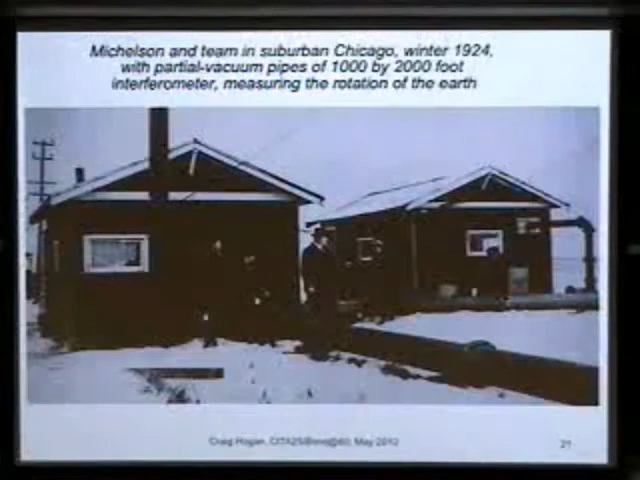 Michelson and team in suburban Chicago, winter 1924,
with partial-vacuum pipes of 1000 by 2000 foot
interferometer, measuring the rotation of the earth
Craig Hogan, May 2012
21